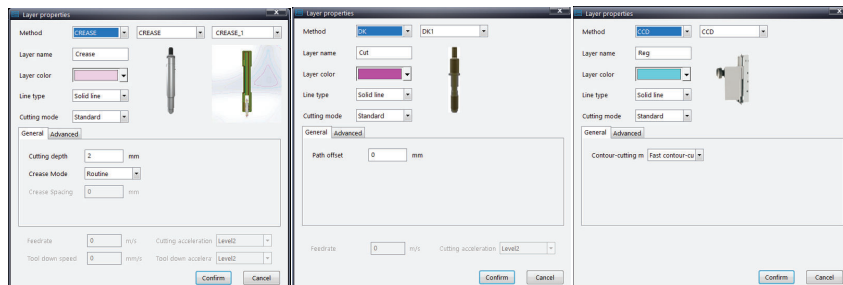 Layer properties
Method CREASE CREASE CREASE_1
Layer name Crease
Layer color
Line type Solid line
Cutting mode Standard
General Advanced
Cutting depth 2 mm
Crease Mode Routine
Crease Spacing 0 mm
Feedrate 0 m/s Cutting acceleration Level2
Tool down speed 0 mm/s Tool down accelera Level2
Confirm Cancel
Layer properties
Method DK DK1
Layer name Cut
Layer color
Line type Solid line
Cutting mode Standard
General Advanced
Path offset 0 mm
Feedrate 0 m/s Cutting acceleration Level2
Confirm Cancel
Layer properties
Method CCD CCD
Layer name Reg
Layer color
Line type Solid line
Cutting mode Standard
General Advanced
Contour-cutting m Fast contour-cu
Confirm Cancel